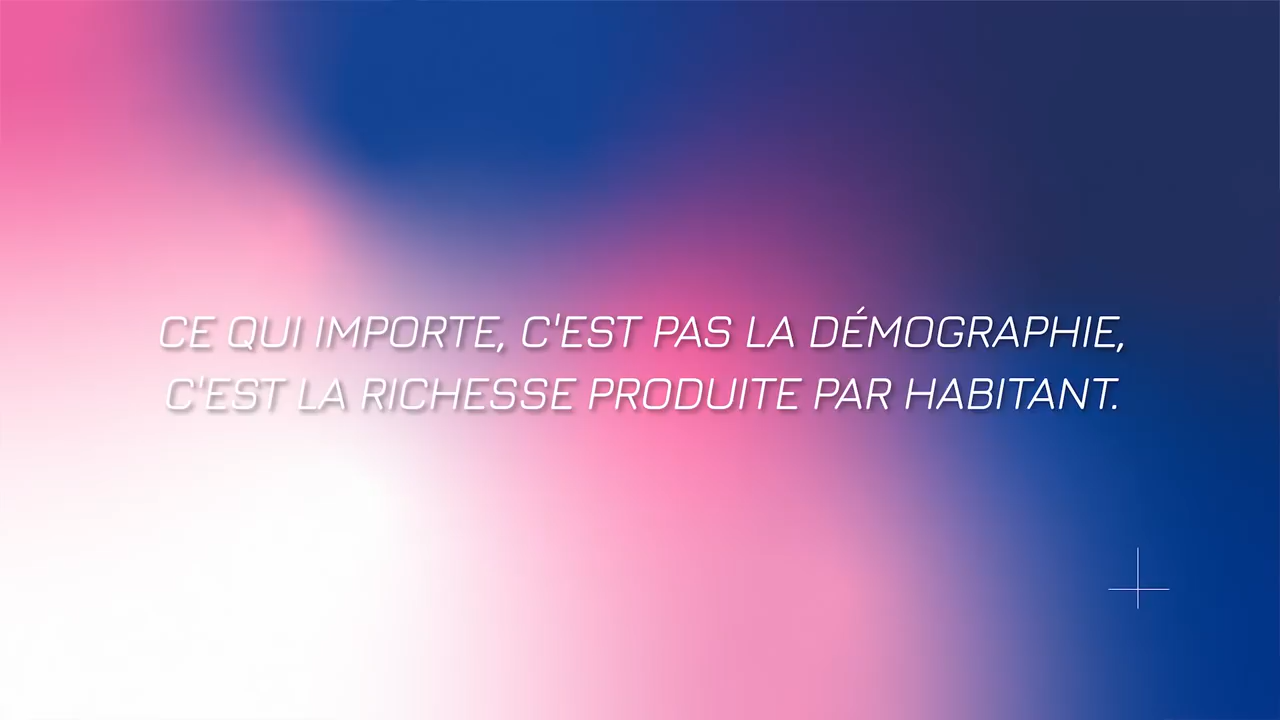 CE QUI IMPORTE, C'EST PAS LA DÉMOGRAPHIE,
C'EST LA RICHESSE PRODUITE PAR HABITANT.